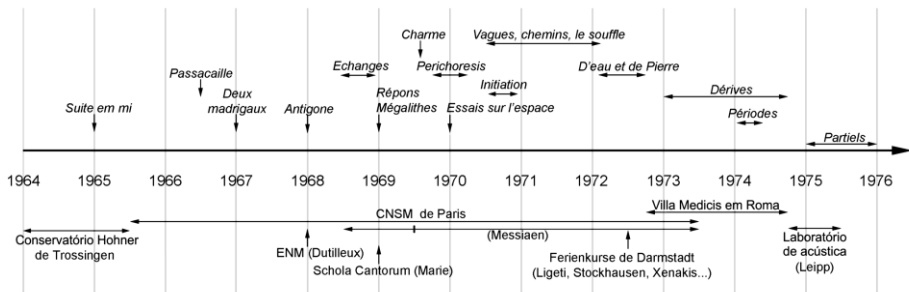 Charme
Vagues, chemins, le souffle
Echanges
Perichoresis
D'eau et de Pierre
Passacaille
Initiation
Dérives
Suite em mi
Deux
madrigaux
Antigone
Répons
Mégalithes
Essais sur l'espace
Périodes
Partiels
1964 1965 1966 1967 1968 1969 1970 1971 1972 1973 1974 1975 1976
Villa Medicis em Roma
CNSM de Paris
Conservatório Hohner
de Trossingen
(Messiaen)
ENM (Dutilleux)
Schola Cantorum (Marie)
Ferienkurse de Darmstadt
(Ligeti, Stockhausen, Xenakis...)
Laboratório
de acústica
(Leipp)